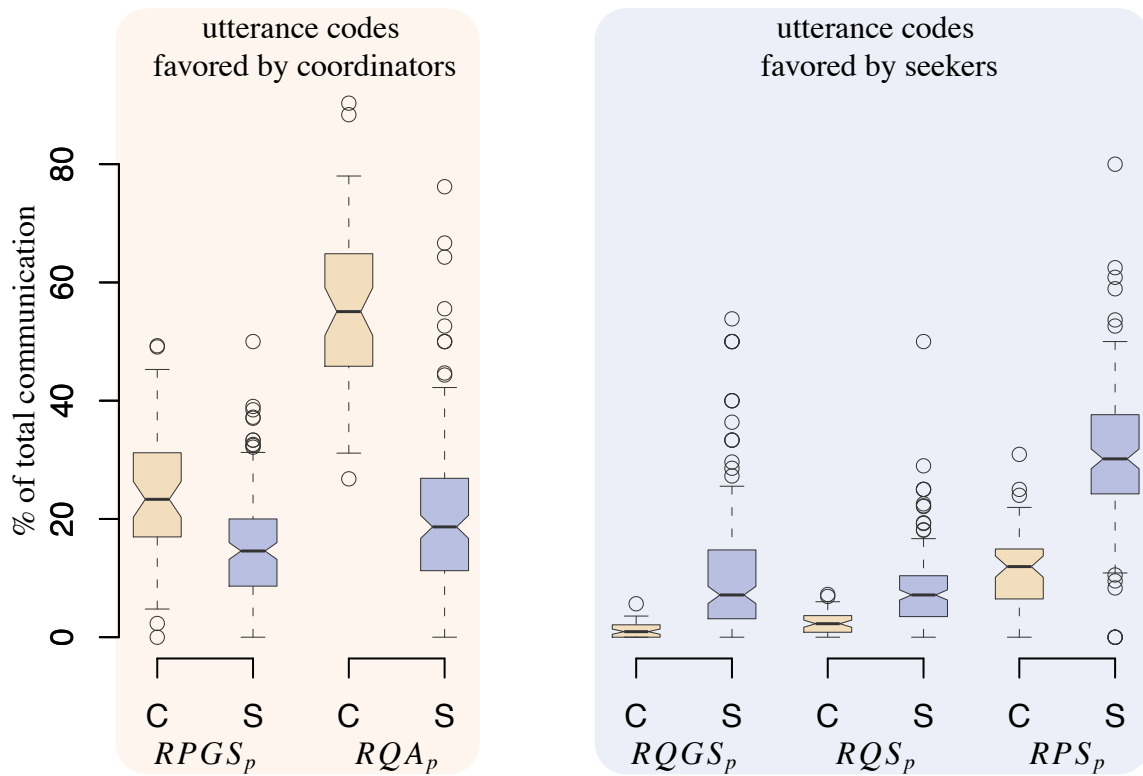 utterance codes
favored by coordinators
utterance codes
favored by seekers
% of total communication
80
60
40
20
0
C S C S C S C S C S
RPGSₚ RQAₚ RQGSₚ RQSₚ RPSₚ